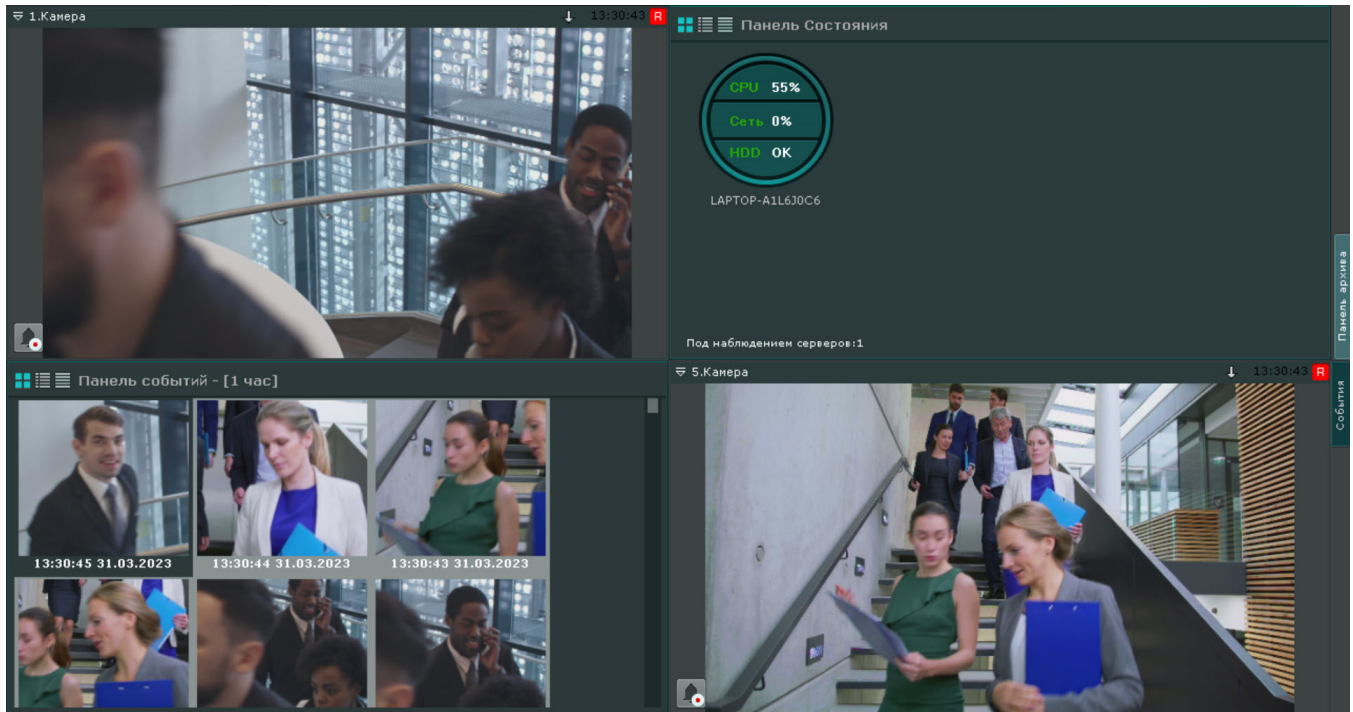 1.Камера
13:30:43 R
Панель Состояния
CPU 55%
Сеть 0%
HDD OK
LAPTOP-A1L6J0C6
Под наблюдением серверов:1
Панель архива
События
Панель событий - [1 час]
13:30:45 31.03.2023
13:30:44 31.03.2023
13:30:43 31.03.2023
5.Камера
13:30:43 R